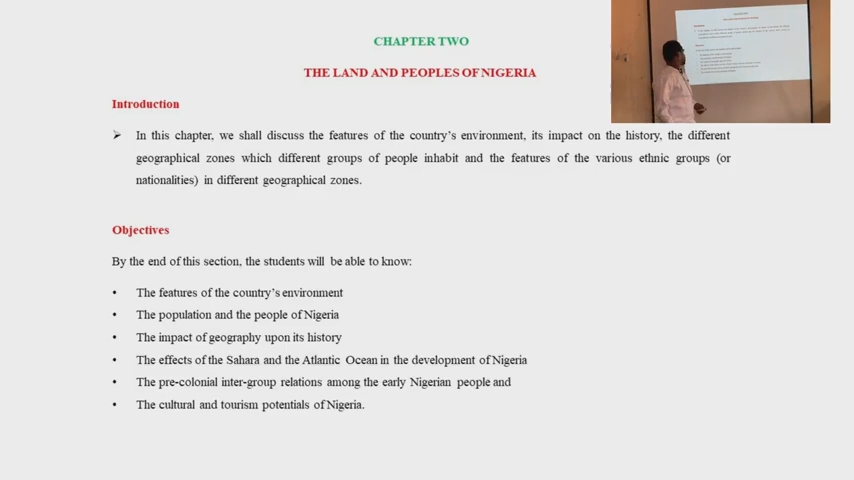 CHAPTER TWO
THE LAND AND PEOPLES OF NIGERIA
Introduction
➢ In this chapter, we shall discuss the features of the country's environment, its impact on the history, the different
geographical zones which different groups of people inhabit and the features of the various ethnic groups (or
nationalities) in different geographical zones.
Objectives
By the end of this section, the students will be able to know:
• The features of the country's environment
• The population and the people of Nigeria
• The impact of geography upon its history
• The effects of the Sahara and the Atlantic Ocean in the development of Nigeria
• The pre-colonial inter-group relations among the early Nigerian people and
• The cultural and tourism potentials of Nigeria.